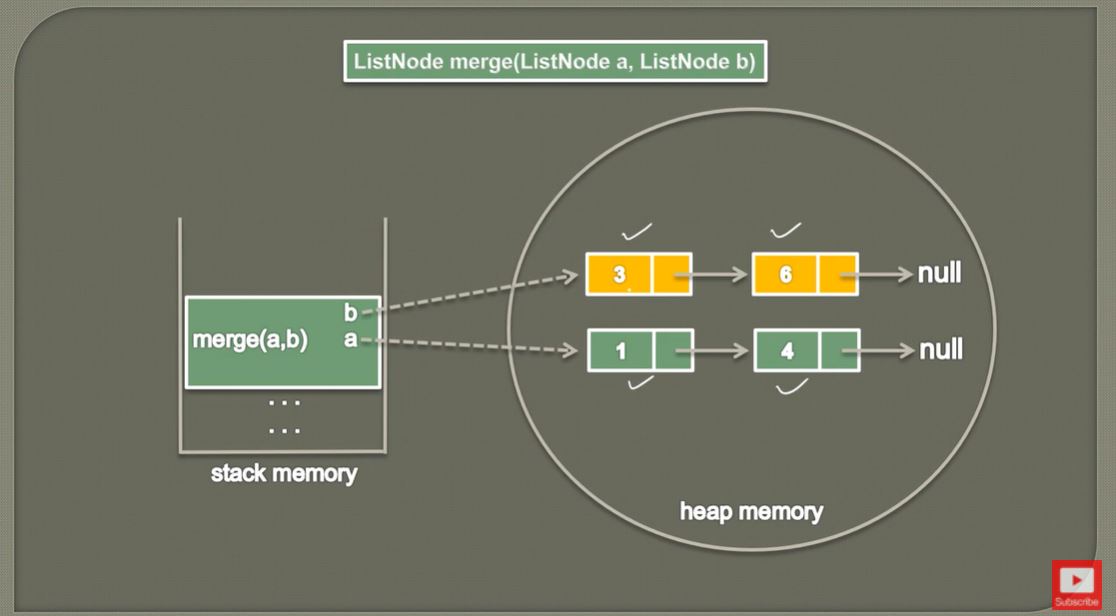 ListNode merge(ListNode a, ListNode b)
b
merge(a,b) a
...
...
stack memory
3 6 null
1 4 null
heap memory
Subscribe